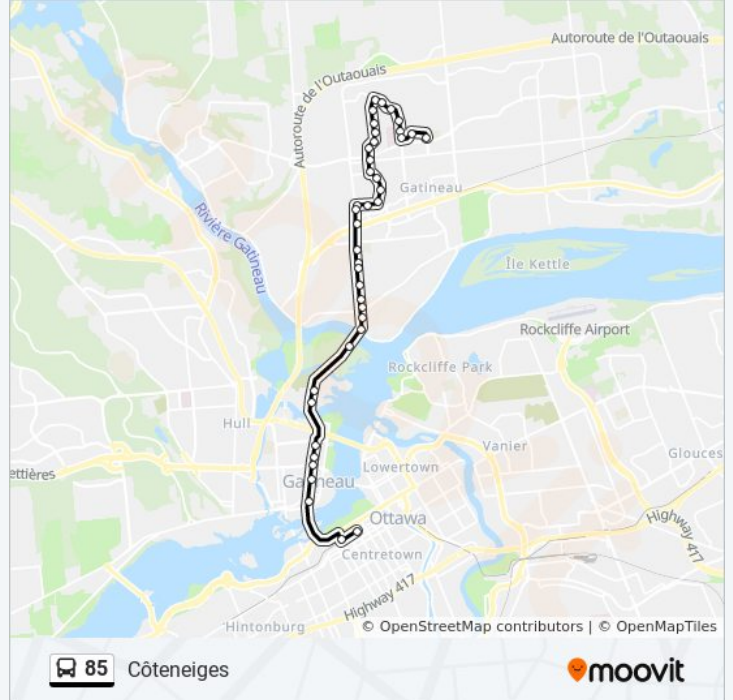 Autoroute de l'Outaouais
Autoroute de l'Outaouais
Gatineau
Rivière Gatineau
Île Kettle
Rockcliffe Airport
Rockcliffe Park
Hull
Vanier
Glouces
ettières
Lowertown
Gatineau
Ottawa
Highway 417
Centretown
Highway 417
Hintonburg
© OpenStreetMap contributors | © OpenMapTiles
85 Côteneiges
moovit